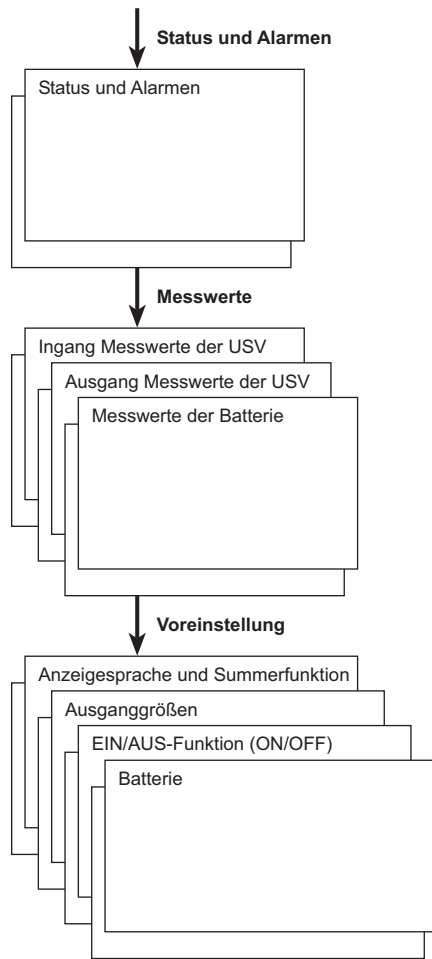 Status und Alarmen
Status und Alarmen
Messwerte
Ingang Messwerte der USV
Ausgang Messwerte der USV
Messwerte der Batterie
Voreinstellung
Anzeigesprache und Summerfunktion
Ausganggrößen
EIN/AUS-Funktion (ON/OFF)
Batterie